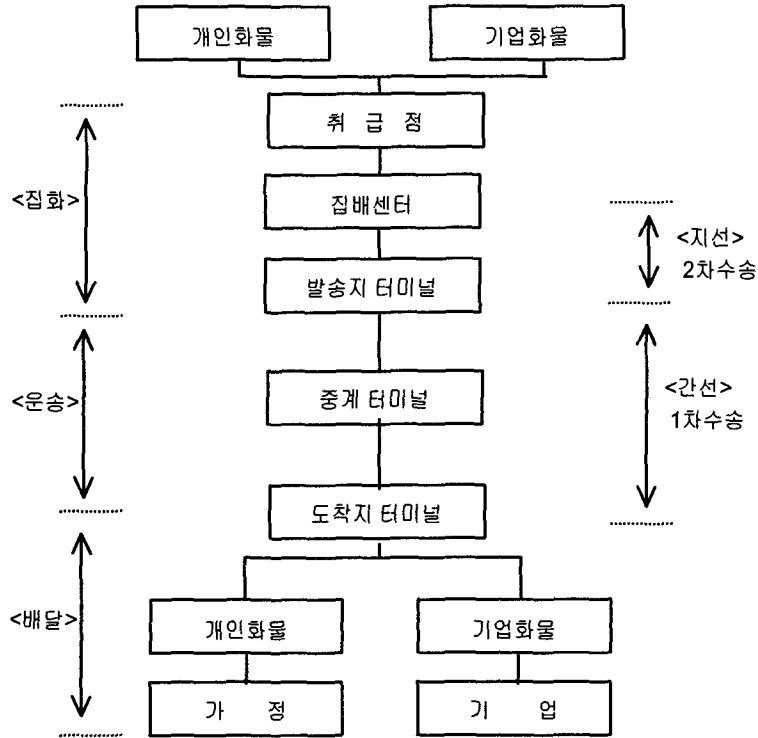 개인화물 기업화물
취 급 점
<집화>
집배센터
<지선>
2차수송
발송지 터미널
<운송>
중계 터미널
<간선>
1차수송
도착지 터미널
<배달>
개인화물 기업화물
가 정 기 업